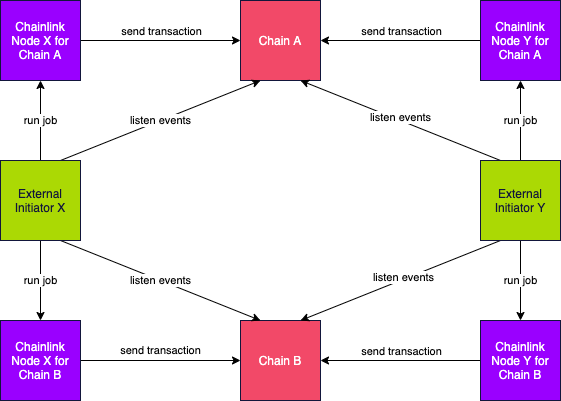 Chainlink
Node X for
Chain A
send transaction
Chain A
send transaction
Chainlink
Node Y for
Chain A
run job
listen events
listen events
run job
External
Initiator X
External
Initiator Y
run job
listen events
listen events
run job
Chainlink
Node X for
Chain B
send transaction
Chain B
send transaction
Chainlink
Node Y for
Chain B